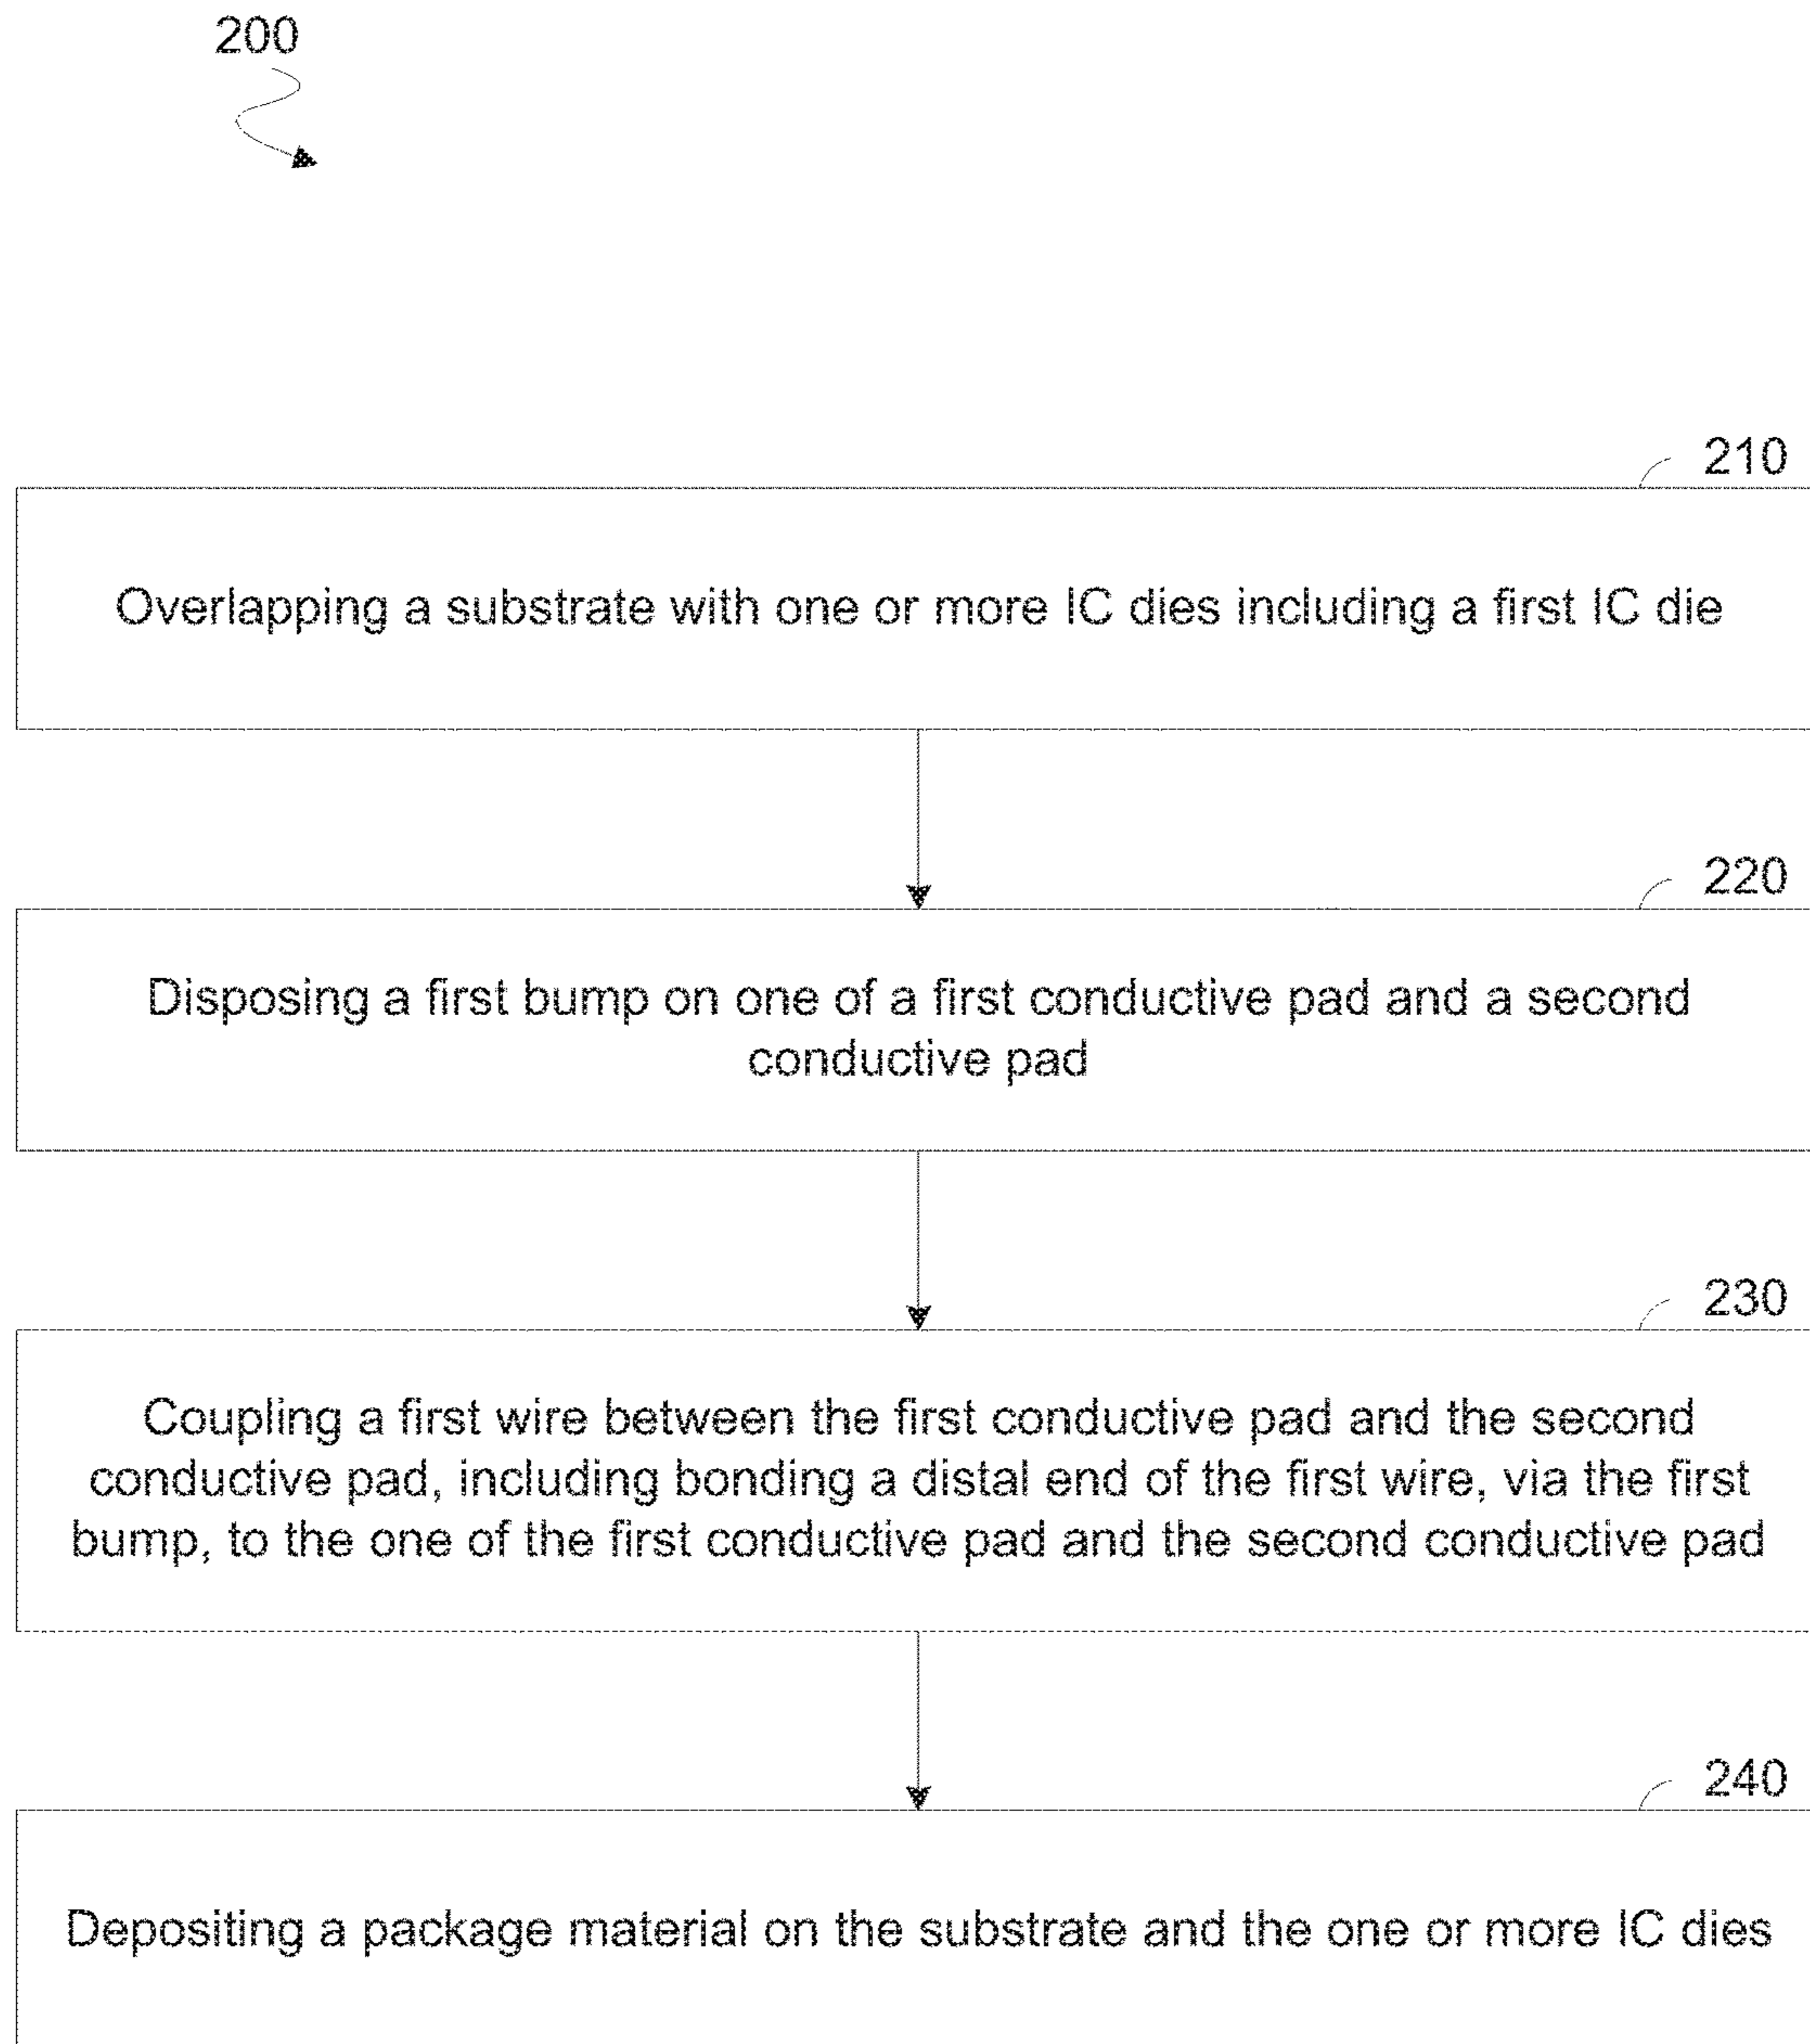 200
210
Overlapping a substrate with one or more IC dies including a first IC die
220
Disposing a first bump on one of a first conductive pad and a second
conductive pad
230
Coupling a first wire between the first conductive pad and the second
conductive pad, including bonding a distal end of the first wire, via the first
bump, to the one of the first conductive pad and the second conductive pad
240
Depositing a package material on the substrate and the one or more IC dies